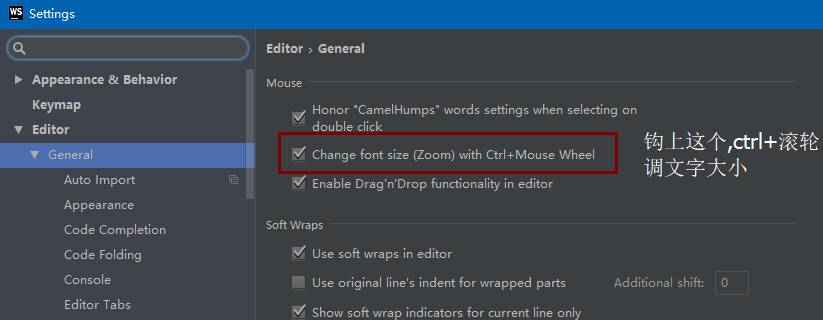 WS Settings
Editor › General
Appearance & Behavior
Keymap
Editor
General
Auto Import
Appearance
Code Completion
Code Folding
Console
Editor Tabs
Mouse
Honor "CamelHumps" words settings when selecting on
double click
Change font size (Zoom) with Ctrl+Mouse Wheel
Enable Drag'n'Drop functionality in editor
Soft Wraps
Use soft wraps in editor
Use original line's indent for wrapped parts Additional shift: 0
Show soft wrap indicators for current line only
钩上这个,ctrl+滚轮
调文字大小